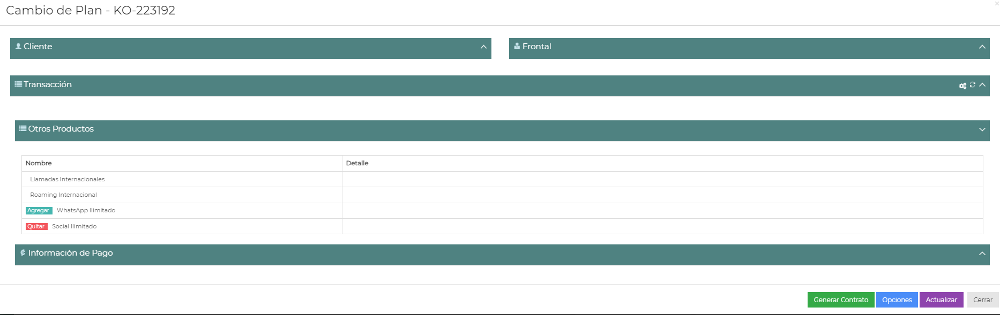 Cambio de Plan - KO-223192
Cliente
Frontal
Transacción
Otros Productos
Nombre Detalle
Llamadas Internacionales
Roaming Internacional
Agregar WhatsApp Ilimitado
Quitar Social Ilimitado
Información de Pago
Generar Contrato Opciones Actualizar Cerrar